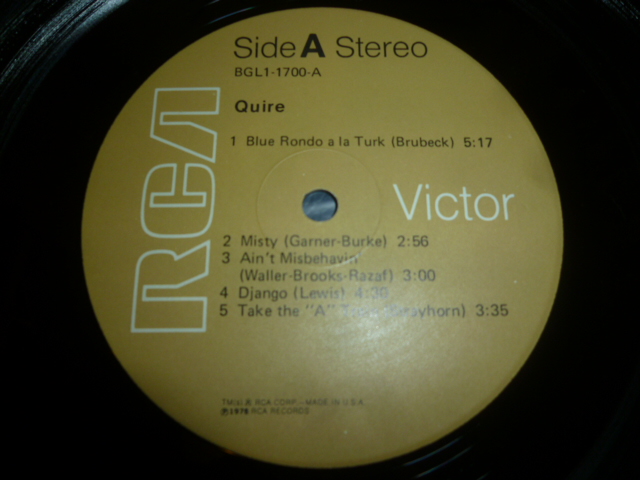 Side A Stereo
BGL1-1700-A
Quire
1 Blue Rondo a la Turk (Brubeck) 5:17
RCA
Victor
2 Misty (Garner-Burke) 2:56
3 Ain't Misbehavin'
(Waller-Brooks-Razaf) 3:00
4 Django (Lewis)
5 Take the "A" 3:35
TM(s) ® RCA CORP.—MADE IN U.S.A.
RCA RECORDS